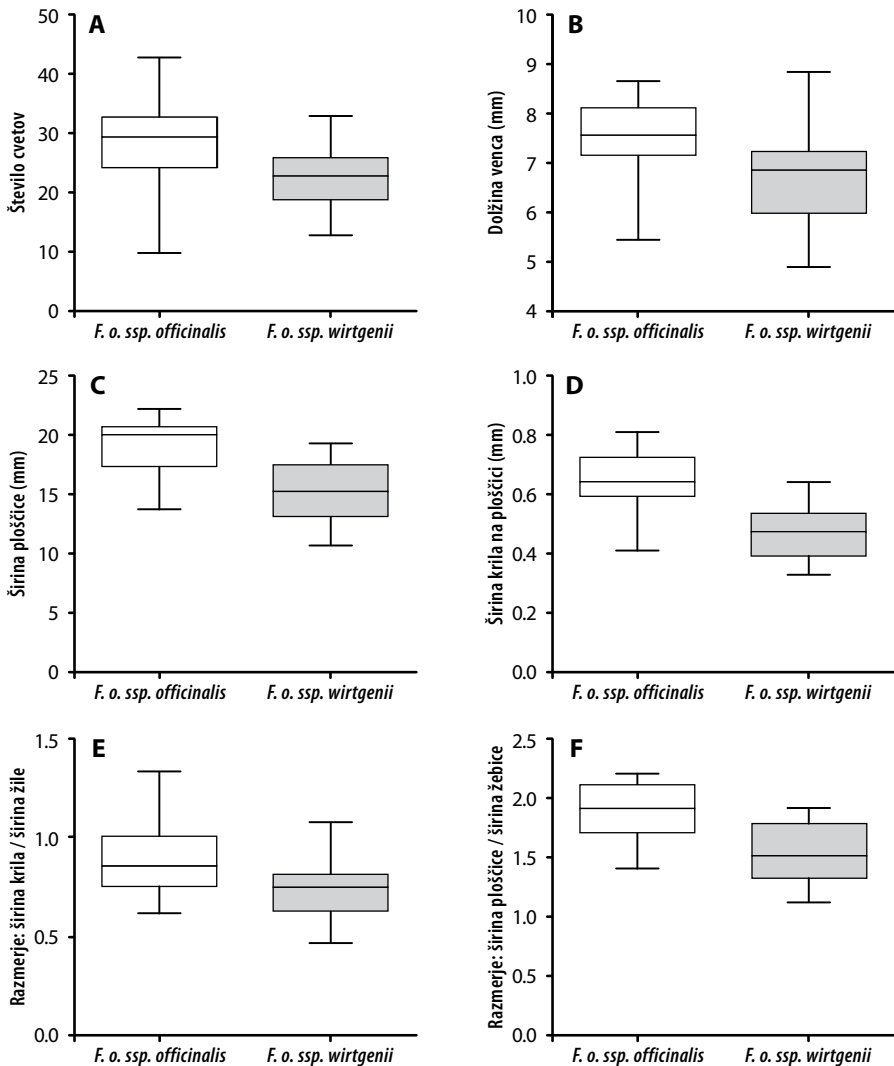 A
Število cvetov
50
40
30
20
10
0
F. o. ssp. officinalis
F. o. ssp. wirtgenii
B
Dolžina venca (mm)
10
9
8
7
6
5
4
F. o. ssp. officinalis
F. o. ssp. wirtgenii
C
Širina ploščice (mm)
25
20
15
10
5
0
F. o. ssp. officinalis
F. o. ssp. wirtgenii
D
Širina krila na ploščici (mm)
1.0
0.8
0.6
0.4
0.2
0.0
F. o. ssp. officinalis
F. o. ssp. wirtgenii
E
Razmerje: širina krila / širina žile
1.5
1.0
0.5
0.0
F. o. ssp. officinalis
F. o. ssp. wirtgenii
F
Razmerje: širina ploščice / širina žebice
2.5
2.0
1.5
1.0
0.5
0.0
F. o. ssp. officinalis
F. o. ssp. wirtgenii